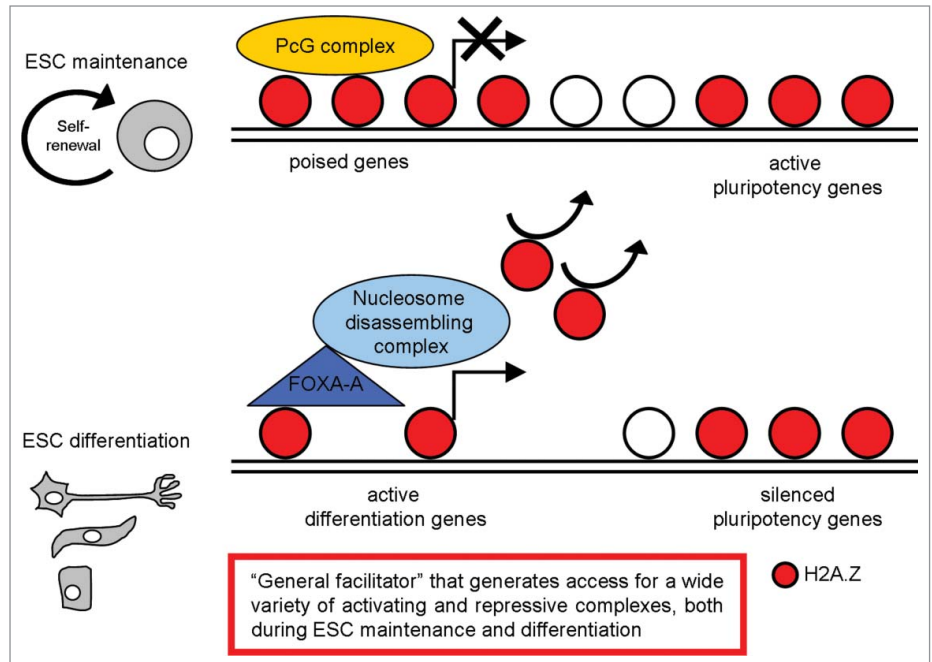 PcG complex
ESC maintenance
Self-
renewal
poised genes
active
pluripotency genes
Nucleosome
disassembling
complex
FOXA-A
ESC differentiation
active
differentiation genes
silenced
pluripotency genes
"General facilitator" that generates access for a wide
variety of activating and repressive complexes, both
during ESC maintenance and differentiation
H2A.Z